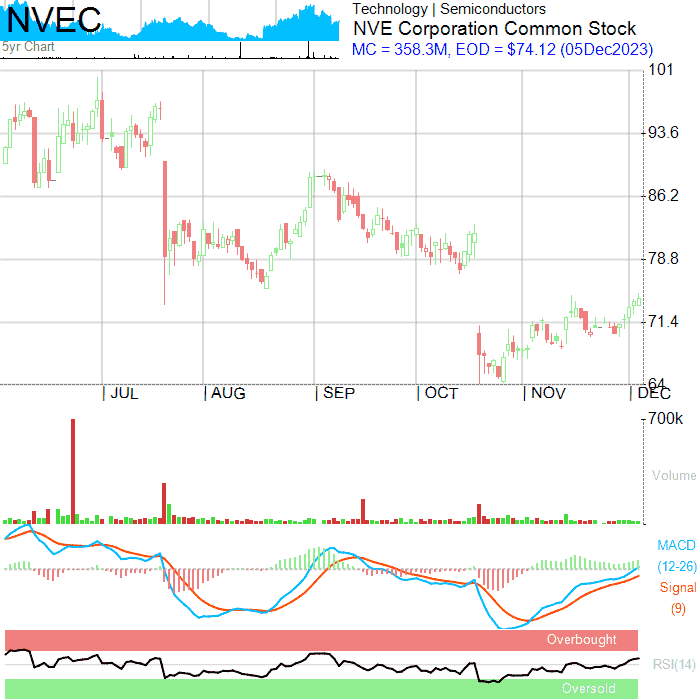 NVEC
5yr Chart
Technology | Semiconductors
NVE Corporation Common Stock
MC = 358.3M, EOD = $74.12 (05Dec2023)
101
93.6
86.2
78.8
71.4
64
| JUL | AUG | SEP | OCT | NOV | DEC
700k
Volume
MACD
(12-26)
Signal
(9)
Overbought
RSI(14)
Oversold